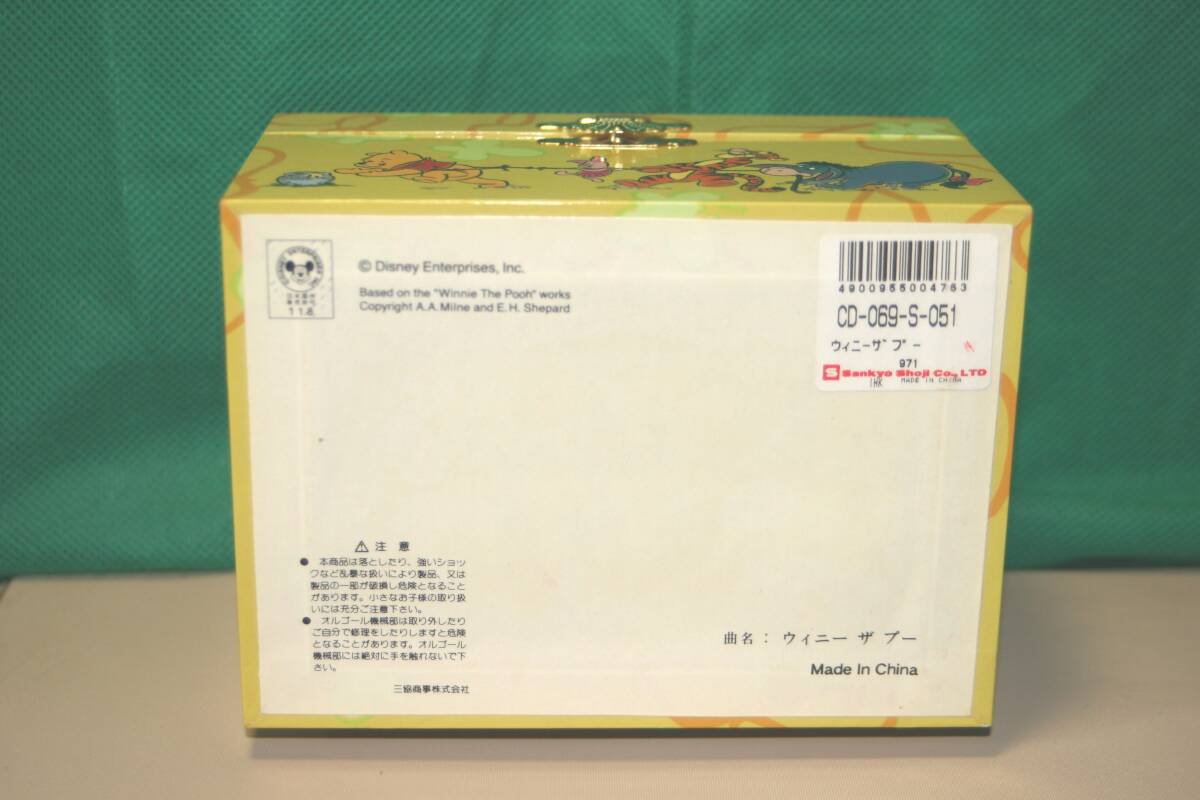 © Disney Enterprises, Inc.
Based on the "Winnie The Pooh" works
Copyright A.A.Milne and E.H. Shepard
11.8.
4900955004763
CD-069-S-051
ウィニーザ プー
971
S Sankyo Shoji Co., LTD
MADE IN CHINA
⚠ 注 意
● 本商品は落としたり、強いショッ
クなど乱暴な扱いにより製品、又は
製品の一部が破損し危険となること
があります。小さなお子様の取り扱
いには充分ご注意下さい。
● オルゴール機械部は取り外したり
ご自分で修理をしたりしますと危険
となることがあります。オルゴール
機械部には絶対に手を触れないで下
さい。
三協商事株式会社
曲名：ウィニー ザ プー
Made In China